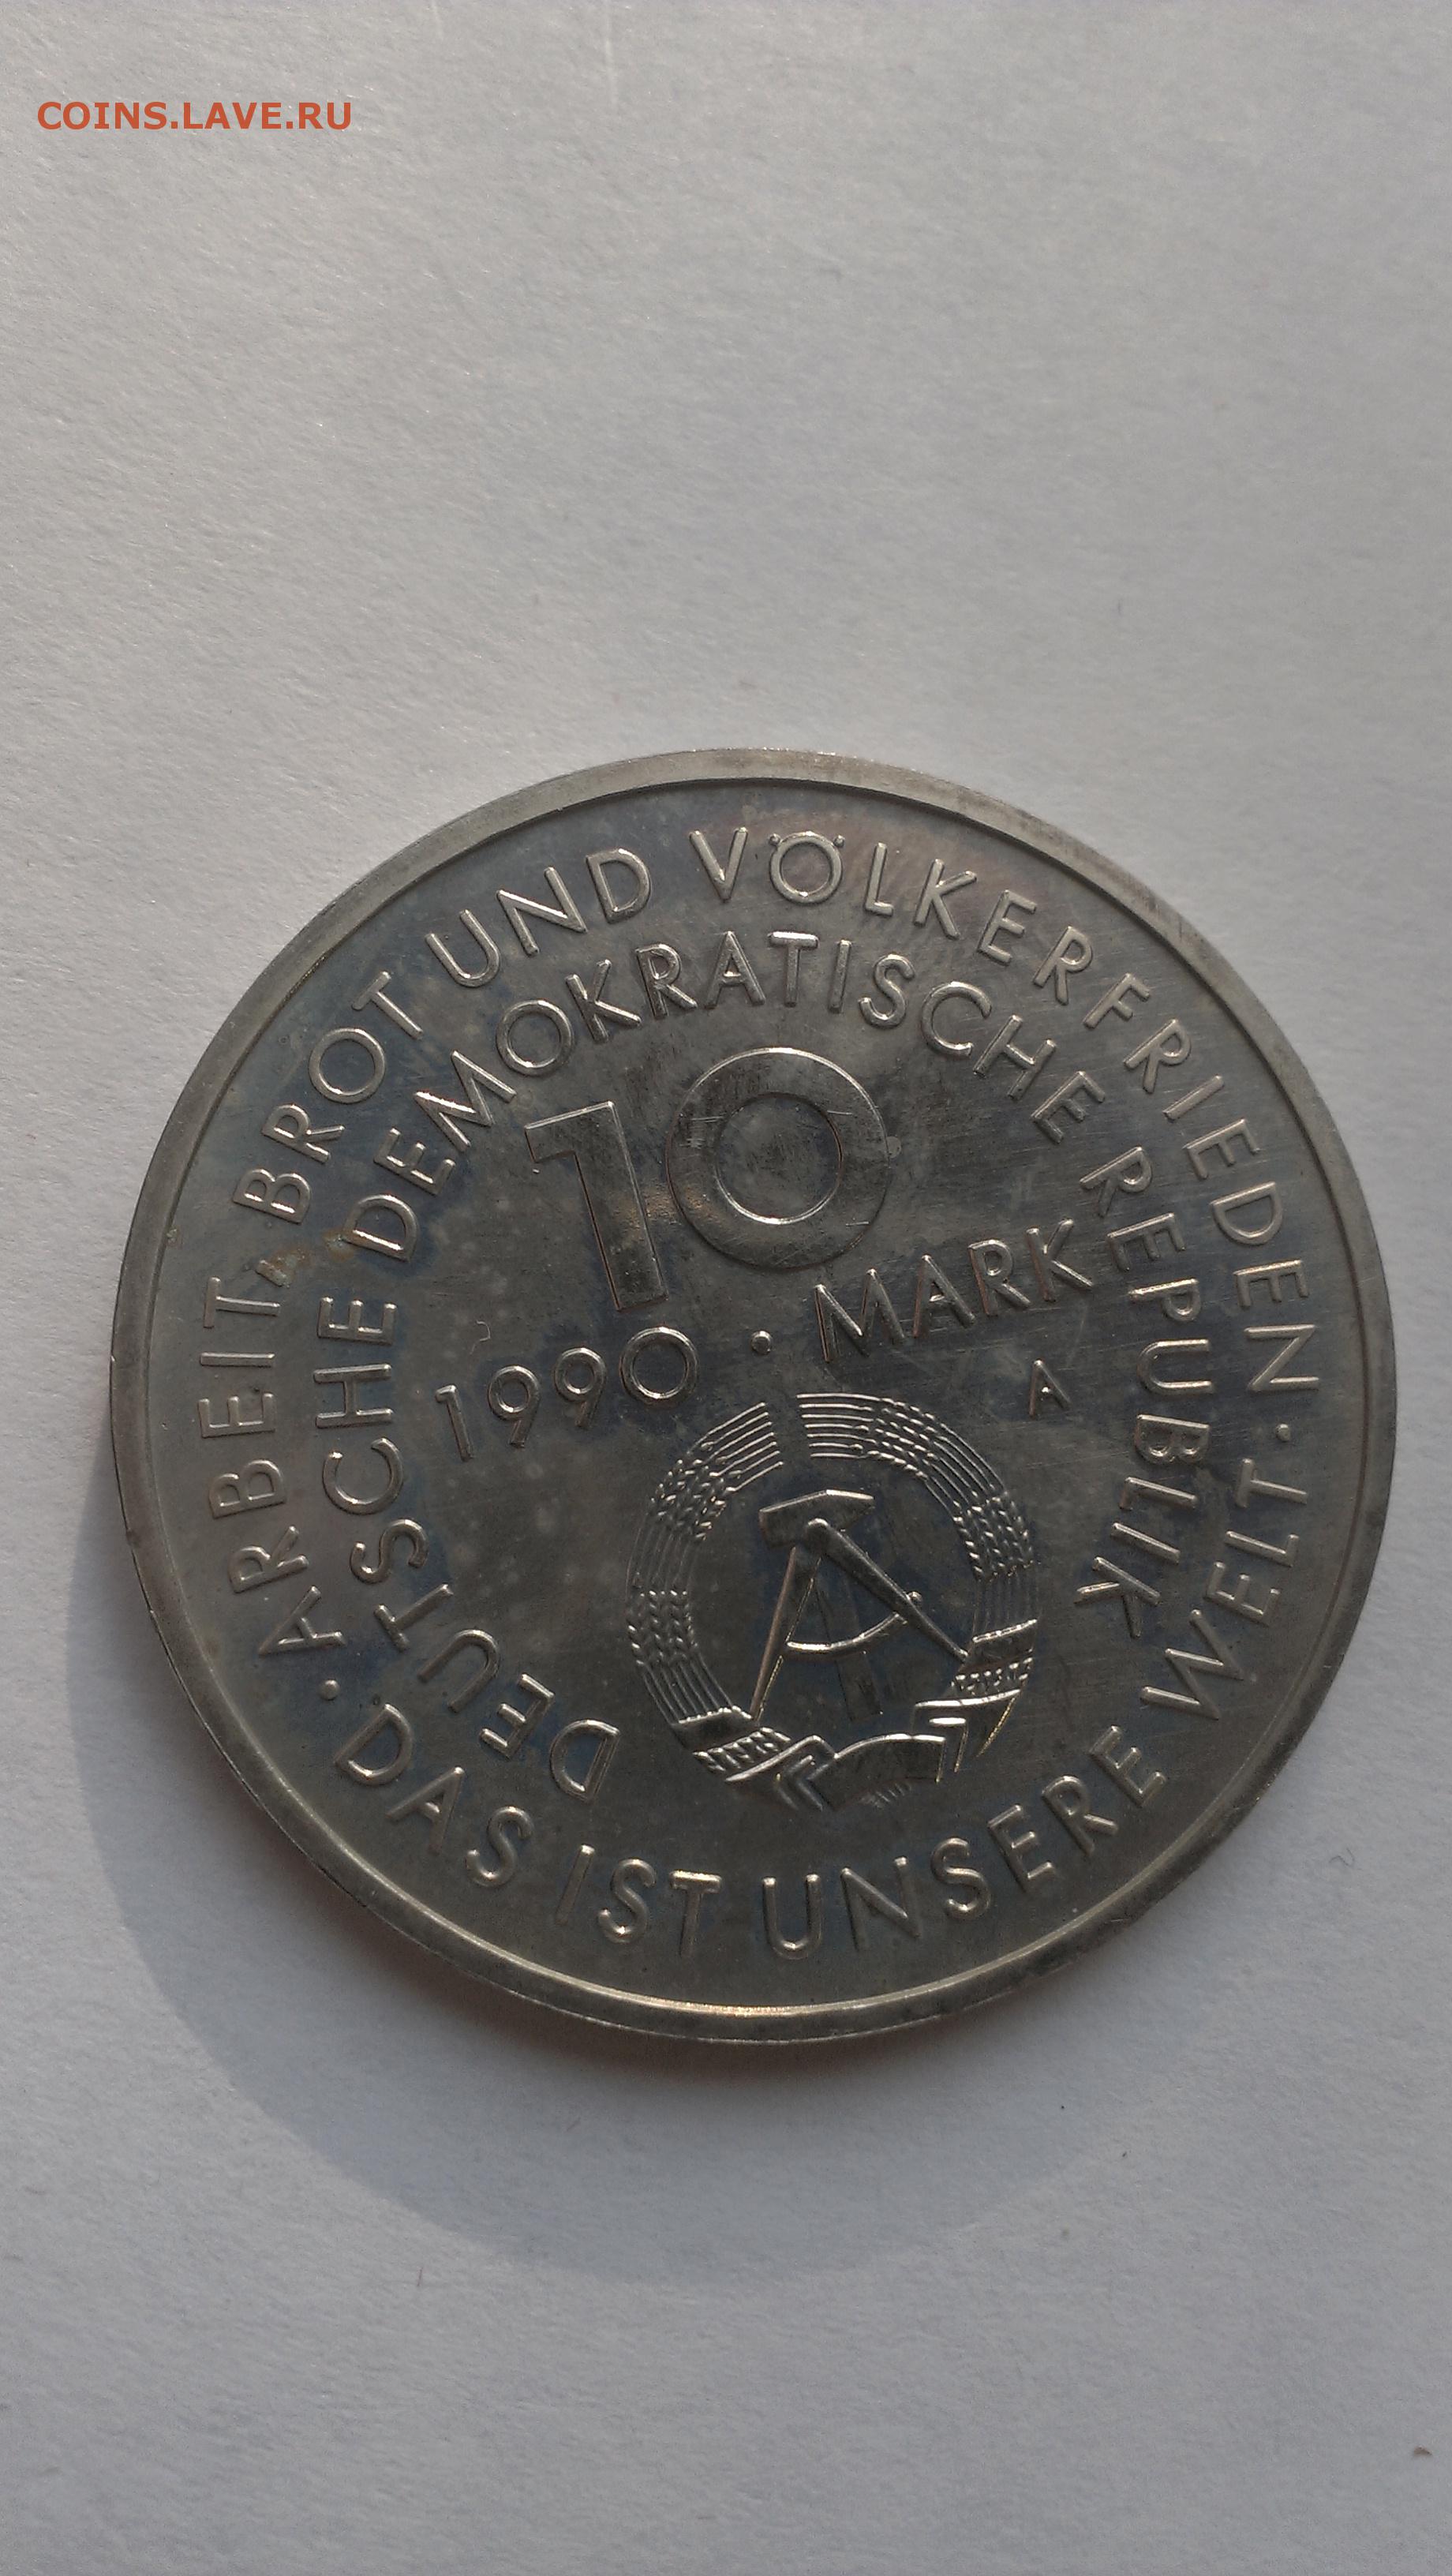 COINS.LAVE.RU
· ARBEIT, BROT UND VÖLKERFRIEDEN · DAS IST UNSERE WELT
DEUTSCHE DEMOKRATISCHE REPUBLIK
10
1990 · MARK
A